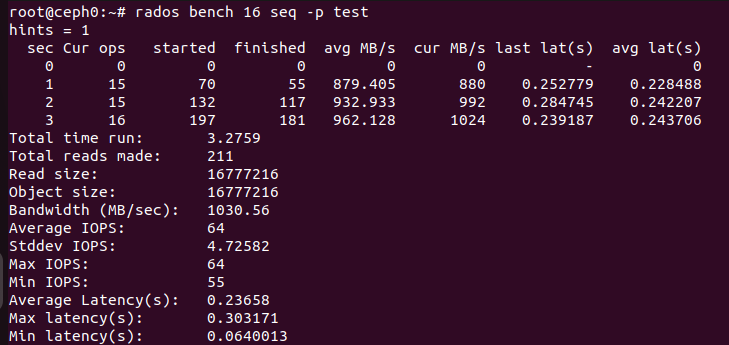 root@ceph0:~# rados bench 16 seq -p test
hints = 1
  sec Cur ops   started  finished  avg MB/s  cur MB/s last lat(s)  avg lat(s)
    0       0         0         0         0         0           -           0
    1      15        70        55   879.405       880    0.252779    0.228488
    2      15       132       117   932.933       992    0.284745    0.242207
    3      16       197       181   962.128      1024    0.239187    0.243706
Total time run:       3.2759
Total reads made:     211
Read size:            16777216
Object size:          16777216
Bandwidth (MB/sec):   1030.56
Average IOPS:         64
Stddev IOPS:          4.72582
Max IOPS:             64
Min IOPS:             55
Average Latency(s):   0.23658
Max latency(s):       0.303171
Min latency(s):       0.0640013